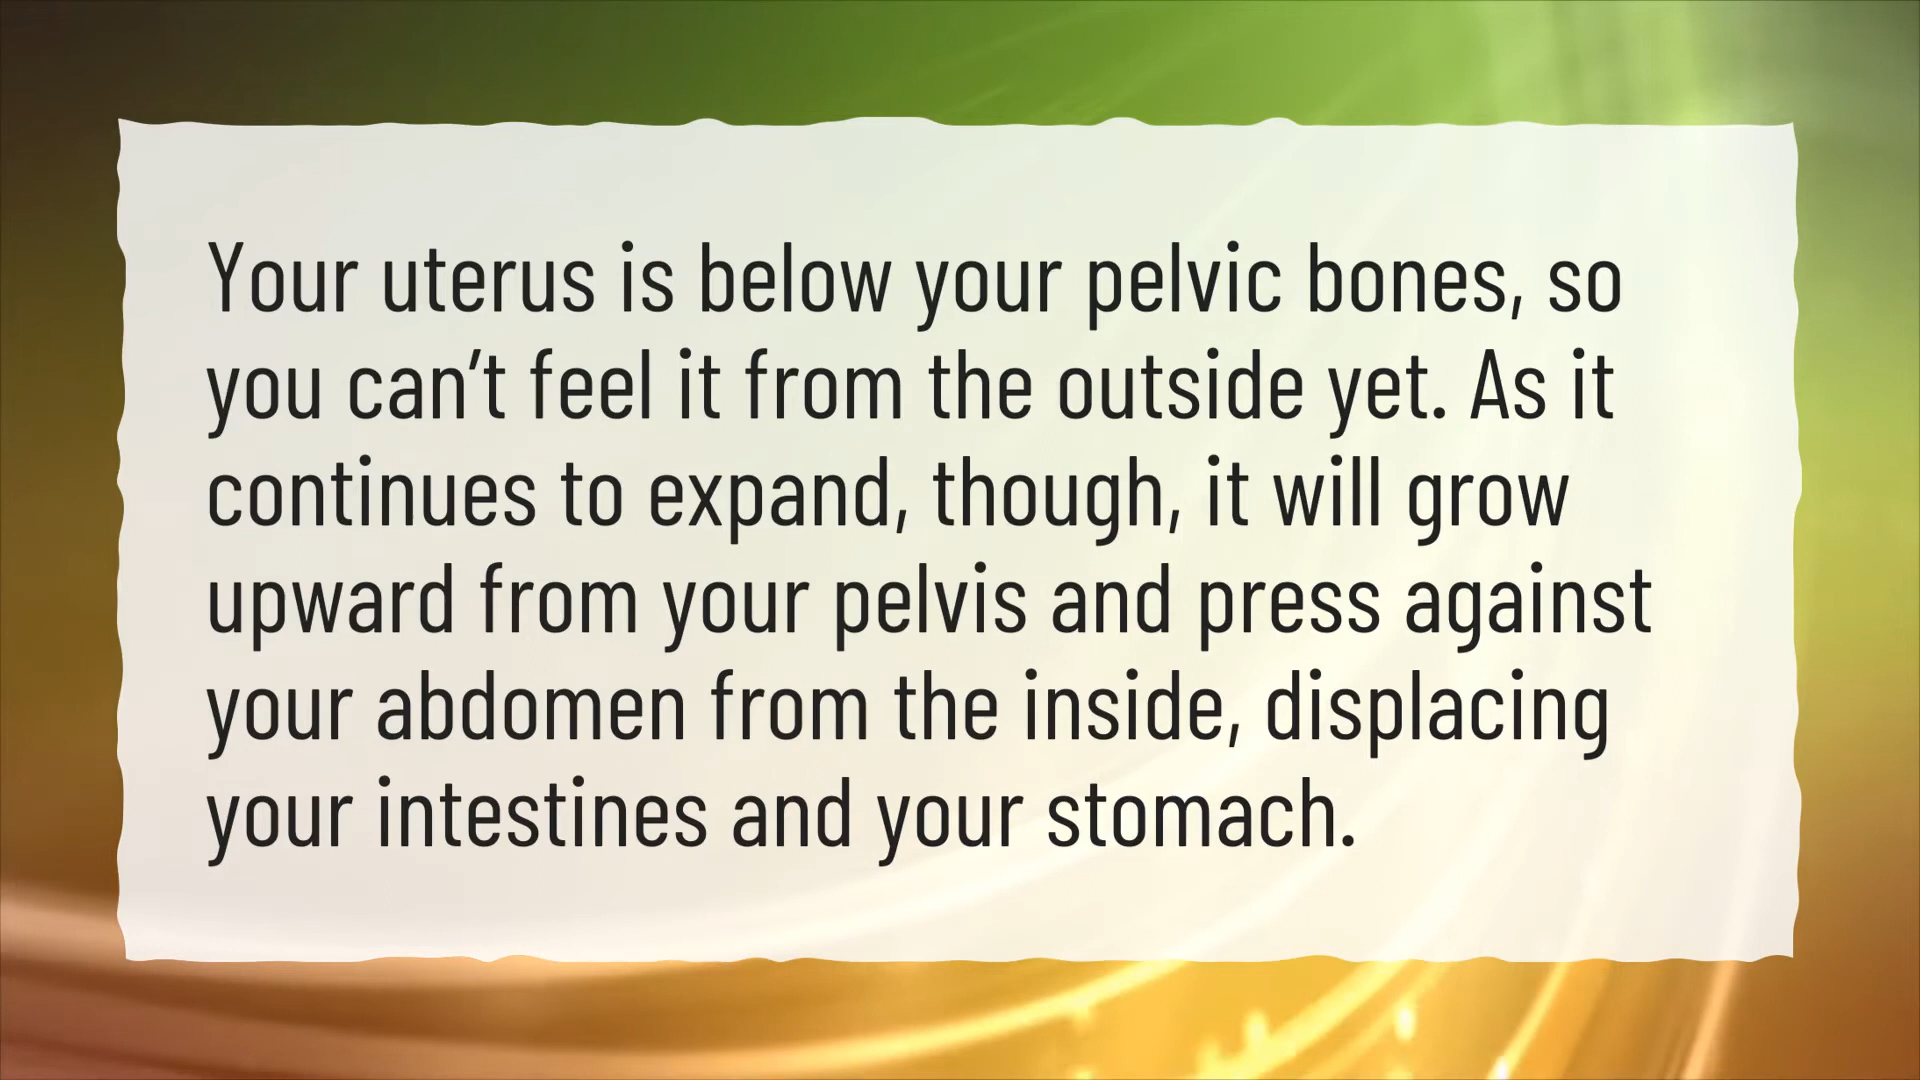 Your uterus is below your pelvic bones, so
you can’t feel it from the outside yet. As it
continues to expand, though, it will grow
upward from your pelvis and press against
your abdomen from the inside, displacing
your intestines and your stomach.